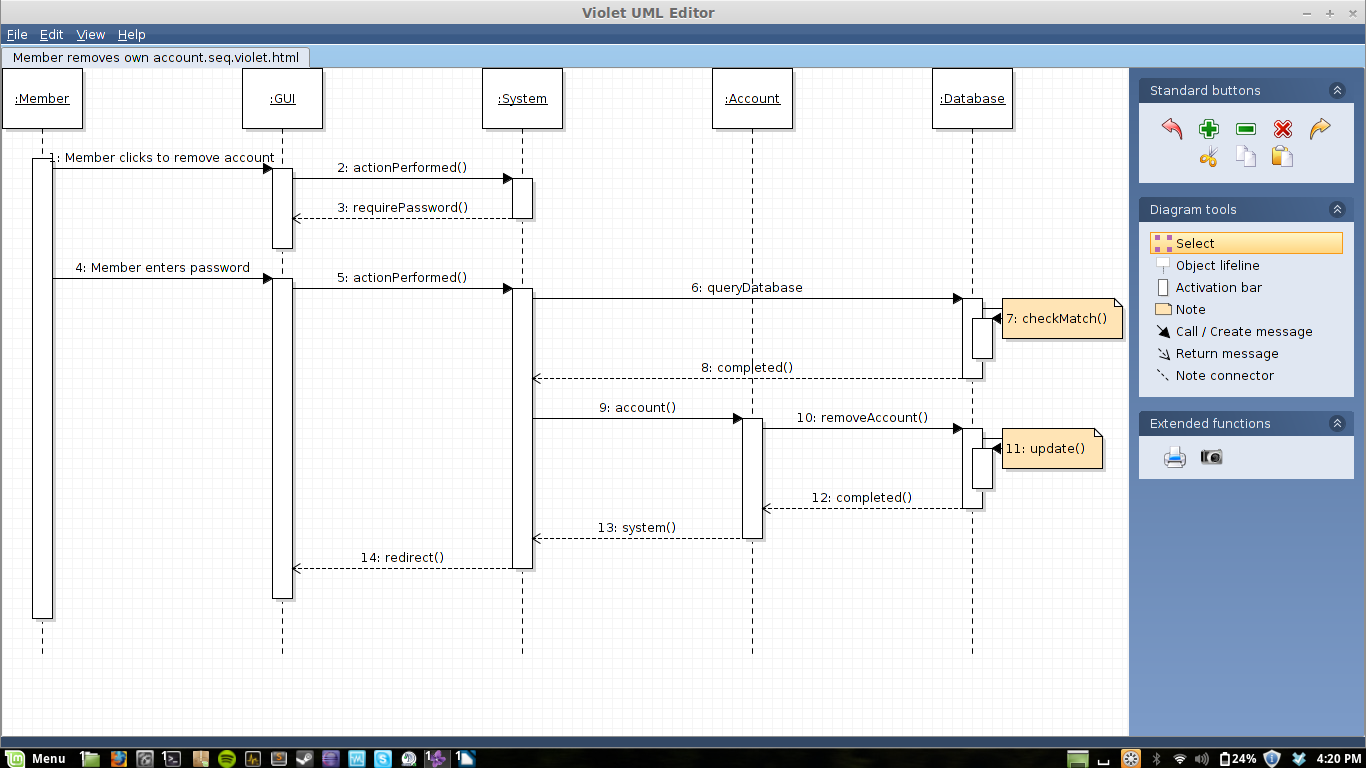 Violet UML Editor
File Edit View Help
Member removes own account.seq.violet.html
:Member :GUI :System :Account :Database
1: Member clicks to remove account
2: actionPerformed()
3: requirePassword()
4: Member enters password
5: actionPerformed()
6: queryDatabase
7: checkMatch()
8: completed()
9: account()
10: removeAccount()
11: update()
12: completed()
13: system()
14: redirect()
Standard buttons
Diagram tools
Select
Object lifeline
Activation bar
Note
Call / Create message
Return message
Note connector
Extended functions
Menu 24% 4:20 PM